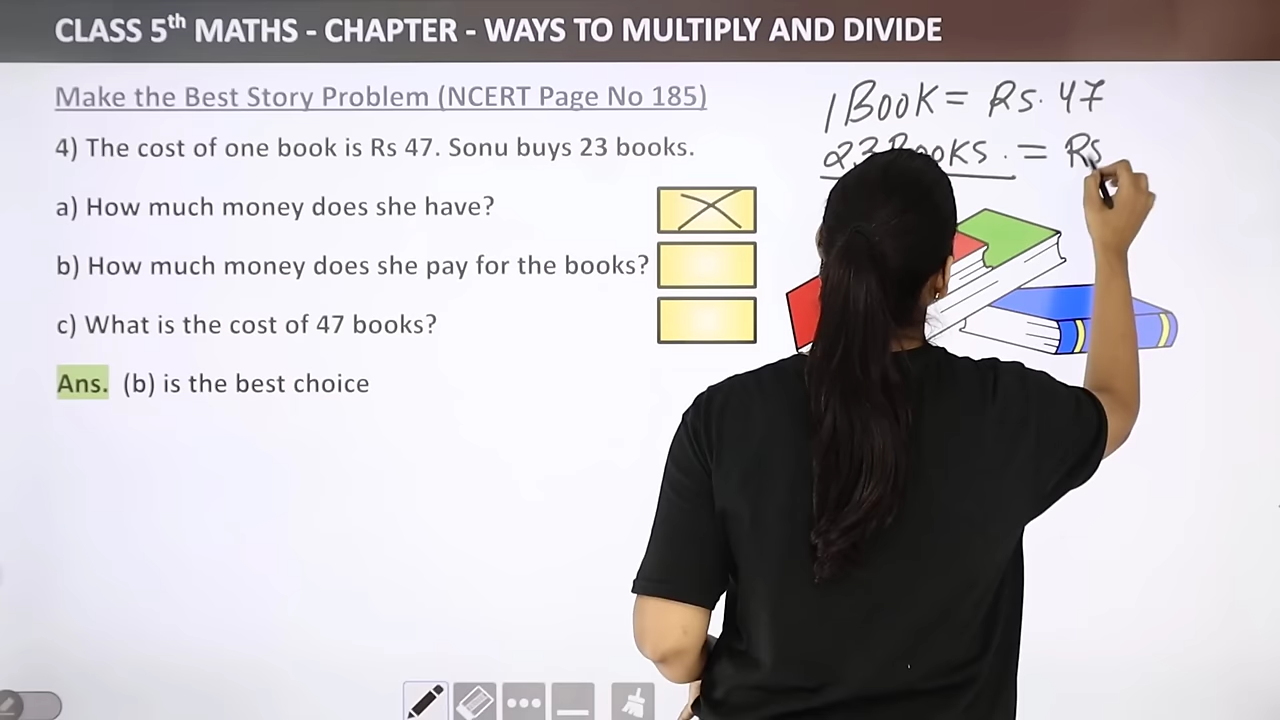 CLASS 5th MATHS - CHAPTER - WAYS TO MULTIPLY AND DIVIDE
Make the Best Story Problem (NCERT Page No 185)
4) The cost of one book is Rs 47. Sonu buys 23 books.
a) How much money does she have?
b) How much money does she pay for the books?
c) What is the cost of 47 books?
Ans. (b) is the best choice
1 Book = Rs. 47
23 Books . = Rs